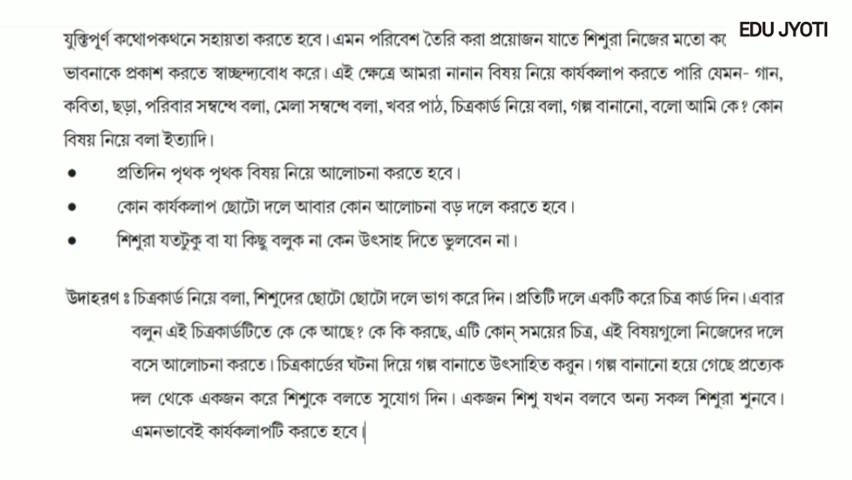 EDU JYOTI
যুক্তিপূর্ণ কথোপকথনে সহায়তা করতে হবে। এমন পরিবেশ তৈরি করা প্রয়োজন যাতে শিশুরা নিজের মতো
ভাবনাকে প্রকাশ করতে স্বাচ্ছন্দ্যবোধ করে। এই ক্ষেত্রে আমরা নানান বিষয় নিয়ে কার্যকলাপ করতে পারি যেমন- গান,
কবিতা, ছড়া, পরিবার সম্বন্ধে বলা, মেলা সম্বন্ধে বলা, খবর পাঠ, চিত্রকার্ড নিয়ে বলা, গল্প বানানো, বলো আমি কে? কোন
বিষয় নিয়ে বলা ইত্যাদি।
● প্রতিদিন পৃথক পৃথক বিষয় নিয়ে আলোচনা করতে হবে।
● কোন কার্যকলাপ ছোটো দলে আবার কোন আলোচনা বড় দলে করতে হবে।
● শিশুরা যতটুকু বা যা কিছু বলুক না কেন উৎসাহ দিতে ভুলবেন না।
উদাহরণ ঃ চিত্রকার্ড নিয়ে বলা, শিশুদের ছোটো ছোটো দলে ভাগ করে দিন। প্রতিটি দলে একটি করে চিত্র কার্ড দিন। এবার
বলুন এই চিত্রকার্ডটিতে কে কে আছে? কে কি করছে, এটি কোন্ সময়ের চিত্র, এই বিষয়গুলো নিজেদের দলে
বসে আলোচনা করতে। চিত্রকার্ডের ঘটনা দিয়ে গল্প বানাতে উৎসাহিত করুন। গল্প বানানো হয়ে গেছে প্রত্যেক
দল থেকে একজন করে শিশুকে বলতে সুযোগ দিন। একজন শিশু যখন বলবে অন্য সকল শিশুরা শুনবে।
এমনভাবেই কার্যকলাপটি করতে হবে।